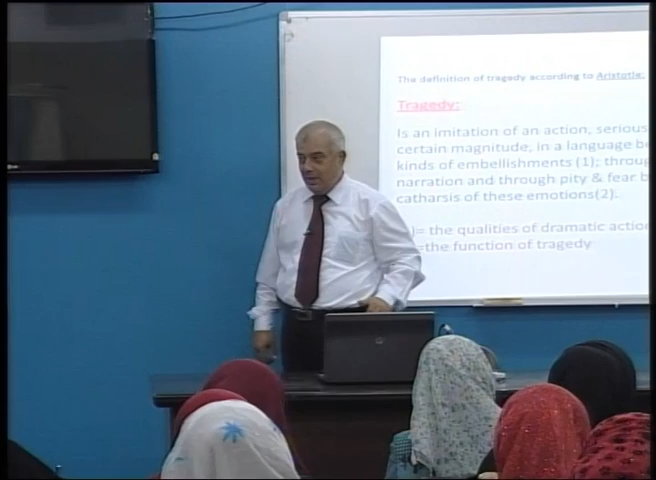 The definition of tragedy according to Aristotle:
Tragedy:
Is an imitation of an action, serious
certain magnitude, in a language
kinds of embellishments (1); through
narration and through pity & fear
catharsis of these emotions(2).
)= the qualities of dramatic action
=the function of tragedy